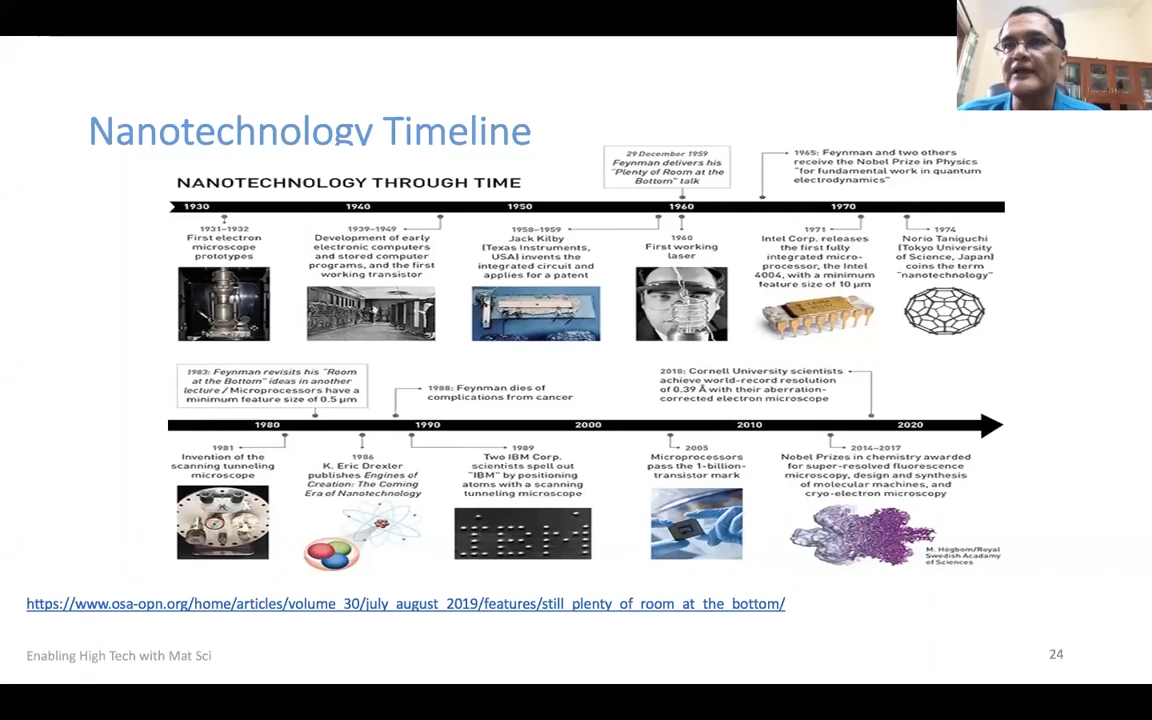 Nanotechnology Timeline
NANOTECHNOLOGY THROUGH TIME
29 December 1959
Feynman delivers his
"Plenty of Room at the
Bottom" talk
1965: Feynman and two others
receive the Nobel Prize in Physics
"for fundamental work in quantum
electrodynamics"
1930 1940 1950 1960 1970
1931–1932
First electron
microscope
prototypes
1939–1949
Development of early
electronic computers
and stored computer
programs, and the first
working transistor
1958–1959
Jack Kilby
(Texas Instruments,
USA) invents the
integrated circuit and
applies for a patent
1960
First working
laser
1971
Intel Corp. releases
the first fully
integrated micro-
processor, the Intel
4004, with a minimum
feature size of 10 µm
1974
Norio Taniguchi
(Tokyo University
of Science, Japan)
coins the term
"nanotechnology"
1983: Feynman revisits his "Room
at the Bottom" ideas in another
lecture / Microprocessors have a
minimum feature size of 0.5 µm
1988: Feynman dies of
complications from cancer
2018: Cornell University scientists
achieve world-record resolution
of 0.39 Å with their aberration-
corrected electron microscope
1980 1990 2000 2010 2020
1981
Invention of the
scanning tunneling
microscope
1986
K. Eric Drexler
publishes Engines of
Creation: The Coming
Era of Nanotechnology
1989
Two IBM Corp.
scientists spell out
"IBM" by positioning
atoms with a scanning
tunneling microscope
2005
Microprocessors
pass the 1-billion-
transistor mark
2014–2017
Nobel Prizes in chemistry awarded
for super-resolved fluorescence
microscopy, design and synthesis
of molecular machines, and
cryo-electron microscopy
M. Högbom/Royal
Swedish Academy
of Sciences
https://www.osa-opn.org/home/articles/volume_30/july_august_2019/features/still_plenty_of_room_at_the_bottom/
Enabling High Tech with Mat Sci
24